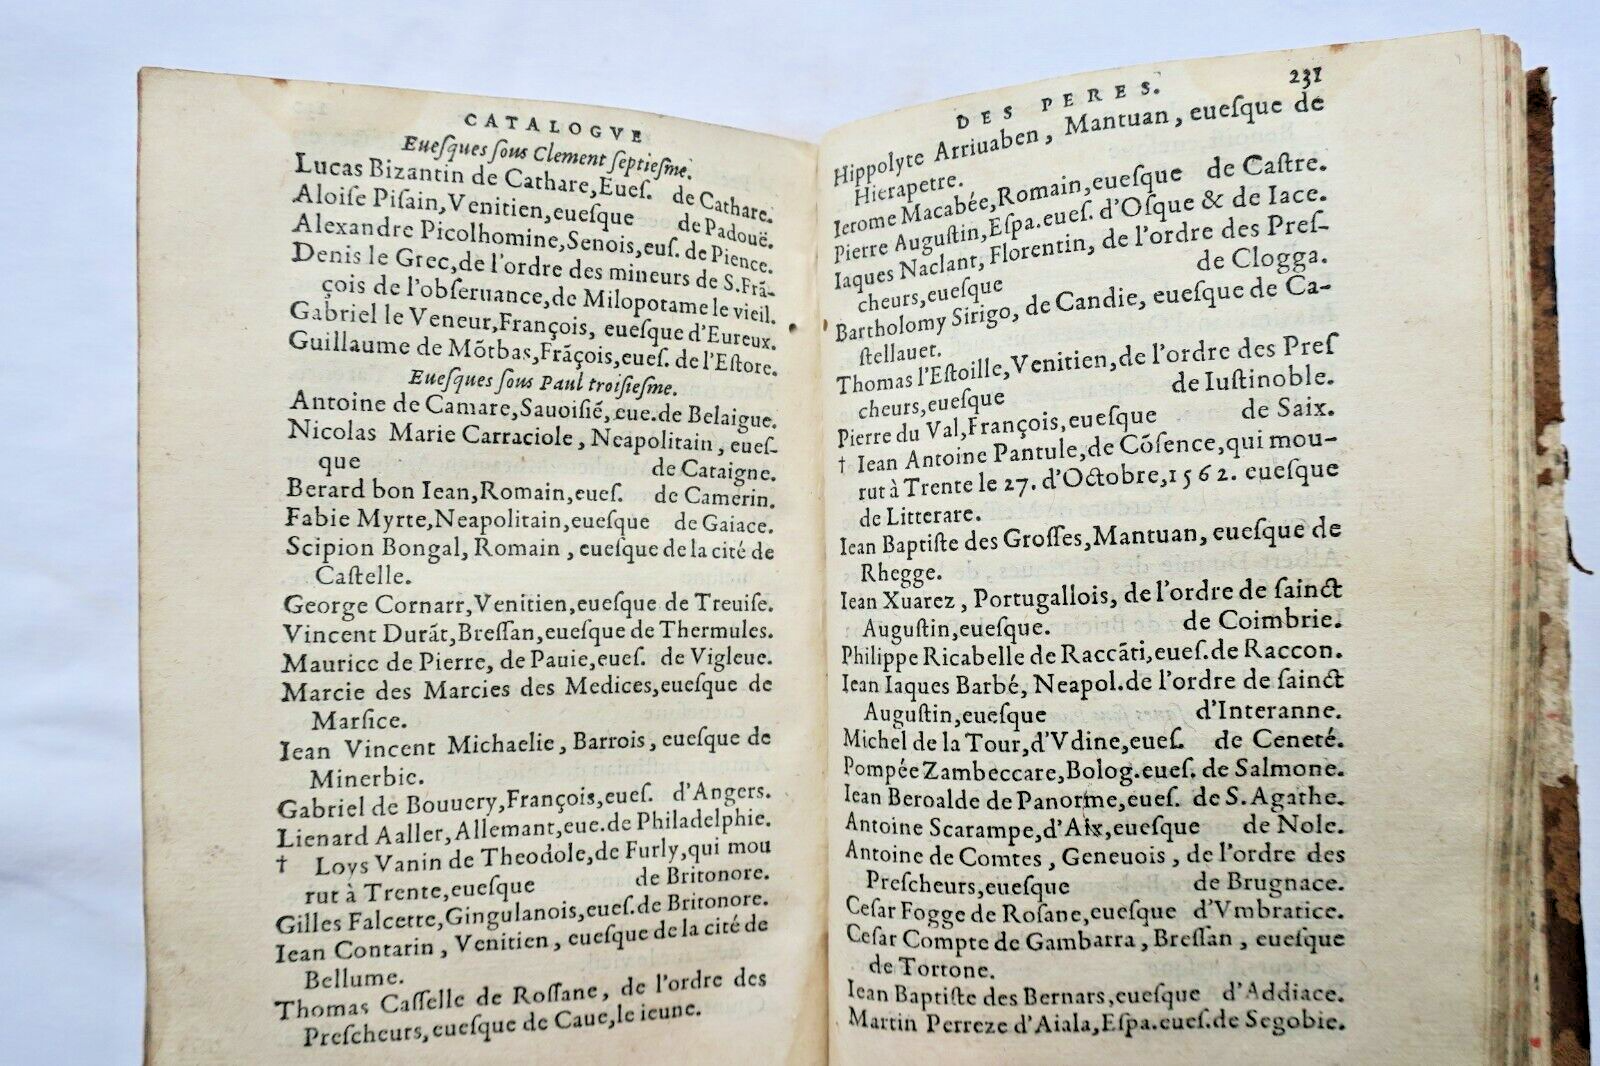 CATALOGVE
Eueſques ſous Clement ſeptieſme.
Lucas Bizantin de Cathare, Eueſ. de Cathare.
Aloiſe Piſain, Venitien, eueſque de Padouë.
Alexandre Picolhomine, Senois, euſ. de Pience.
Denis le Grec, de l'ordre des mineurs de S. Frã-
çois de l'obſeruance, de Milopotame le vieil.
Gabriel le Veneur, François, eueſque d'Eureux.
Guillaume de Mõtbas, Frãçois, eueſ. de l'Eſtore.
Eueſques ſous Paul troiſieſme.
Antoine de Camare, Sauoiſié, eue. de Belaigue.
Nicolas Marie Carraciole, Neapolitain, eueſ-
que de Cataigne.
Berard bon Iean, Romain, eueſ. de Camerin.
Fabie Myrte, Neapolitain, eueſque de Gaiace.
Scipion Bongal, Romain, eueſque de la cité de
Caſtelle.
George Cornarr, Venitien, eueſque de Treuiſe.
Vincent Durãt, Breſſan, eueſque de Thermules.
Maurice de Pierre, de Pauie, eueſ. de Vigleue.
Marcie des Marcies des Medices, eueſque de
Marſice.
Iean Vincent Michaelie, Barrois, eueſque de
Minerbie.
Gabriel de Bouuery, François, eueſ. d'Angers.
Lienard Aaller, Allemant, eue. de Philadelphie.
† Loys Vanin de Theodole, de Furly, qui mou
rut à Trente, eueſque de Britonore.
Gilles Falcette, Gingulanois, eueſ. de Britonore.
Iean Contarin, Venitien, eueſque de la cité de
Bellume.
Thomas Caſſelle de Roſſane, de l'ordre des
Preſcheurs, eueſque de Caue, le ieune.
DES PERES. 231
Hippolyte Arriuaben, Mantuan, eueſque de
Hierapetre.
Ierome Macabée, Romain, eueſque de Caſtre.
Pierre Auguſtin, Eſpa. eueſ. d'Oſque & de Iace.
Iaques Naclant, Florentin, de l'ordre des Preſ-
cheurs, eueſque de Clogga.
Bartholomy Sirigo, de Candie, eueſque de Ca-
ſtellauet.
Thomas l'Eſtoille, Venitien, de l'ordre des Preſ
cheurs, eueſque de Iuſtinoble.
Pierre du Val, François, eueſque de Saix.
† Iean Antoine Pantule, de Cõſence, qui mou-
rut à Trente le 27. d'Octobre, 1562. eueſque
de Litterare.
Iean Baptiſte des Groſſes, Mantuan, eueſque de
Rhegge.
Iean Xuarez, Portugallois, de l'ordre de ſainct
Auguſtin, eueſque. de Coimbrie.
Philippe Ricabelle de Raccãti, eueſ. de Raccon.
Iean Iaques Barbé, Neapol. de l'ordre de ſainct
Auguſtin, eueſque d'Interanne.
Michel de la Tour, d'Vdine, eueſ. de Ceneté.
Pompée Zambeccare, Bolog. eueſ. de Salmone.
Iean Beroalde de Panorme, eueſ. de S. Agathe.
Antoine Scarampe, d'Aix, eueſque de Nole.
Antoine de Comtes, Geneuois, de l'ordre des
Preſcheurs, eueſque de Brugnace.
Ceſar Fogge de Roſane, eueſque d'Vmbratice.
Ceſar Compte de Gambarra, Breſſan, eueſque
de Tortone.
Iean Baptiſte des Bernars, eueſque d'Addiace.
Martin Perreze d'Aiala, Eſpa. eueſ. de Segobie.